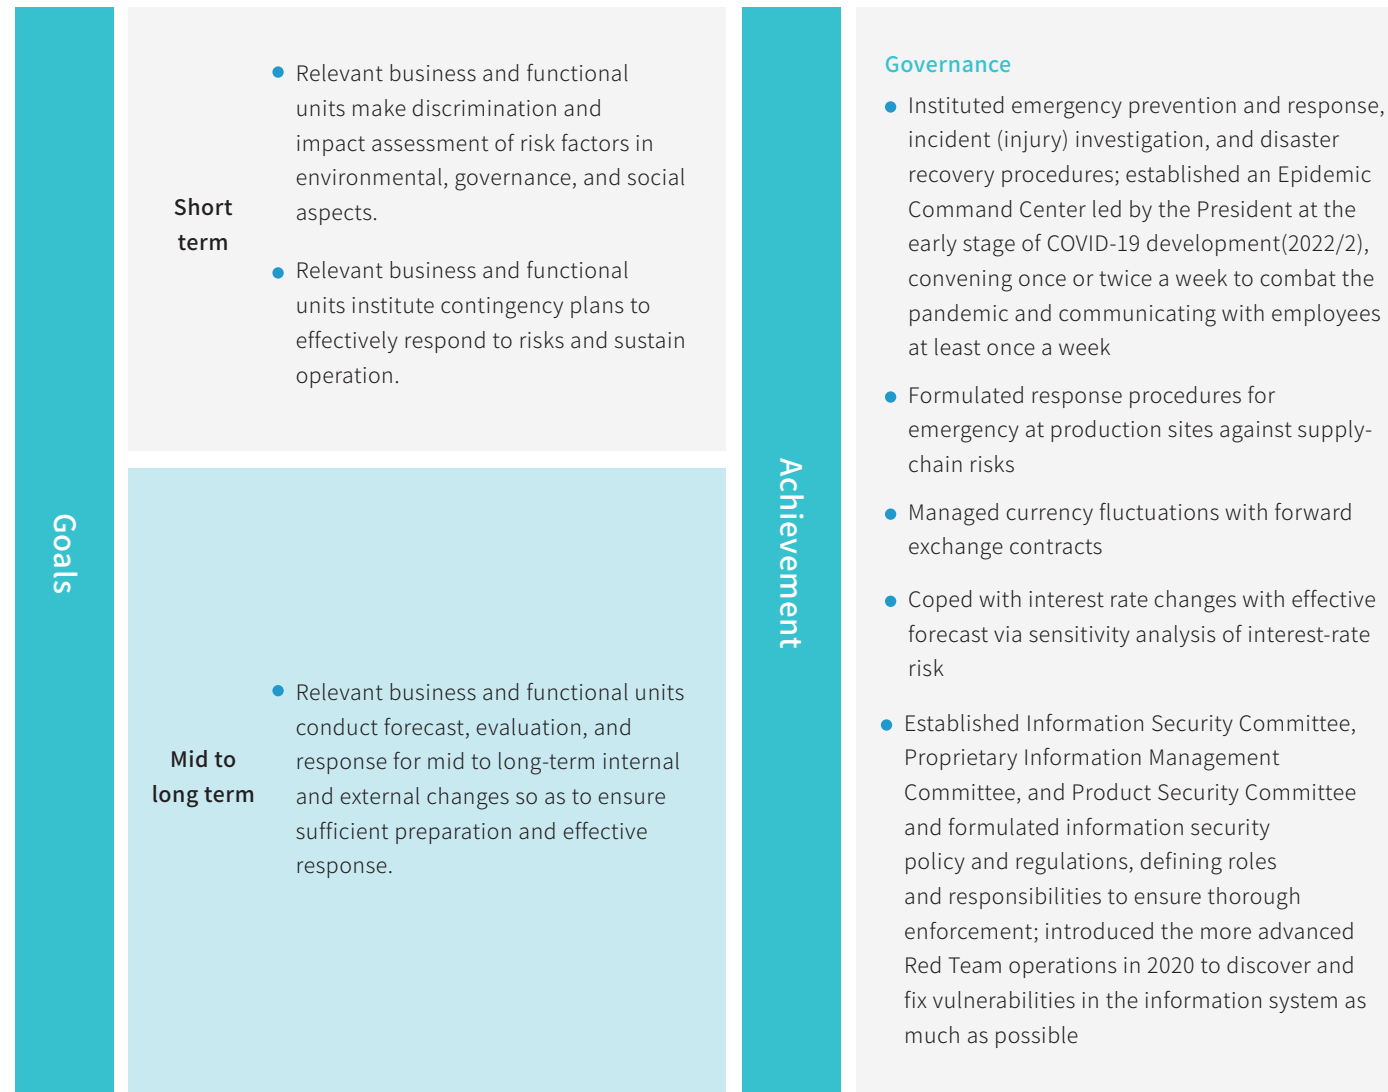 Goals
Short
term
Relevant business and functional
units make discrimination and
impact assessment of risk factors in
environmental, governance, and social
aspects.
Relevant business and functional
units institute contingency plans to
effectively respond to risks and sustain
operation.
Mid to
long term
Relevant business and functional units
conduct forecast, evaluation, and
response for mid to long-term internal
and external changes so as to ensure
sufficient preparation and effective
response.
Achievement
Governance
Instituted emergency prevention and response,
incident (injury) investigation, and disaster
recovery procedures; established an Epidemic
Command Center led by the President at the
early stage of COVID-19 development(2022/2),
convening once or twice a week to combat the
pandemic and communicating with employees
at least once a week
Formulated response procedures for
emergency at production sites against supply-
chain risks
Managed currency fluctuations with forward
exchange contracts
Coped with interest rate changes with effective
forecast via sensitivity analysis of interest-rate
risk
Established Information Security Committee,
Proprietary Information Management
Committee, and Product Security Committee
and formulated information security
policy and regulations, defining roles
and responsibilities to ensure thorough
enforcement; introduced the more advanced
Red Team operations in 2020 to discover and
fix vulnerabilities in the information system as
much as possible